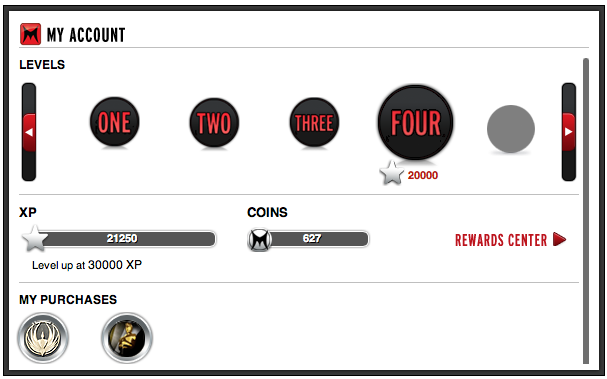 MY ACCOUNT
LEVELS
ONE TWO THREE FOUR
20000
XP COINS
21250 627
REWARDS CENTER
Level up at 30000 XP
MY PURCHASES